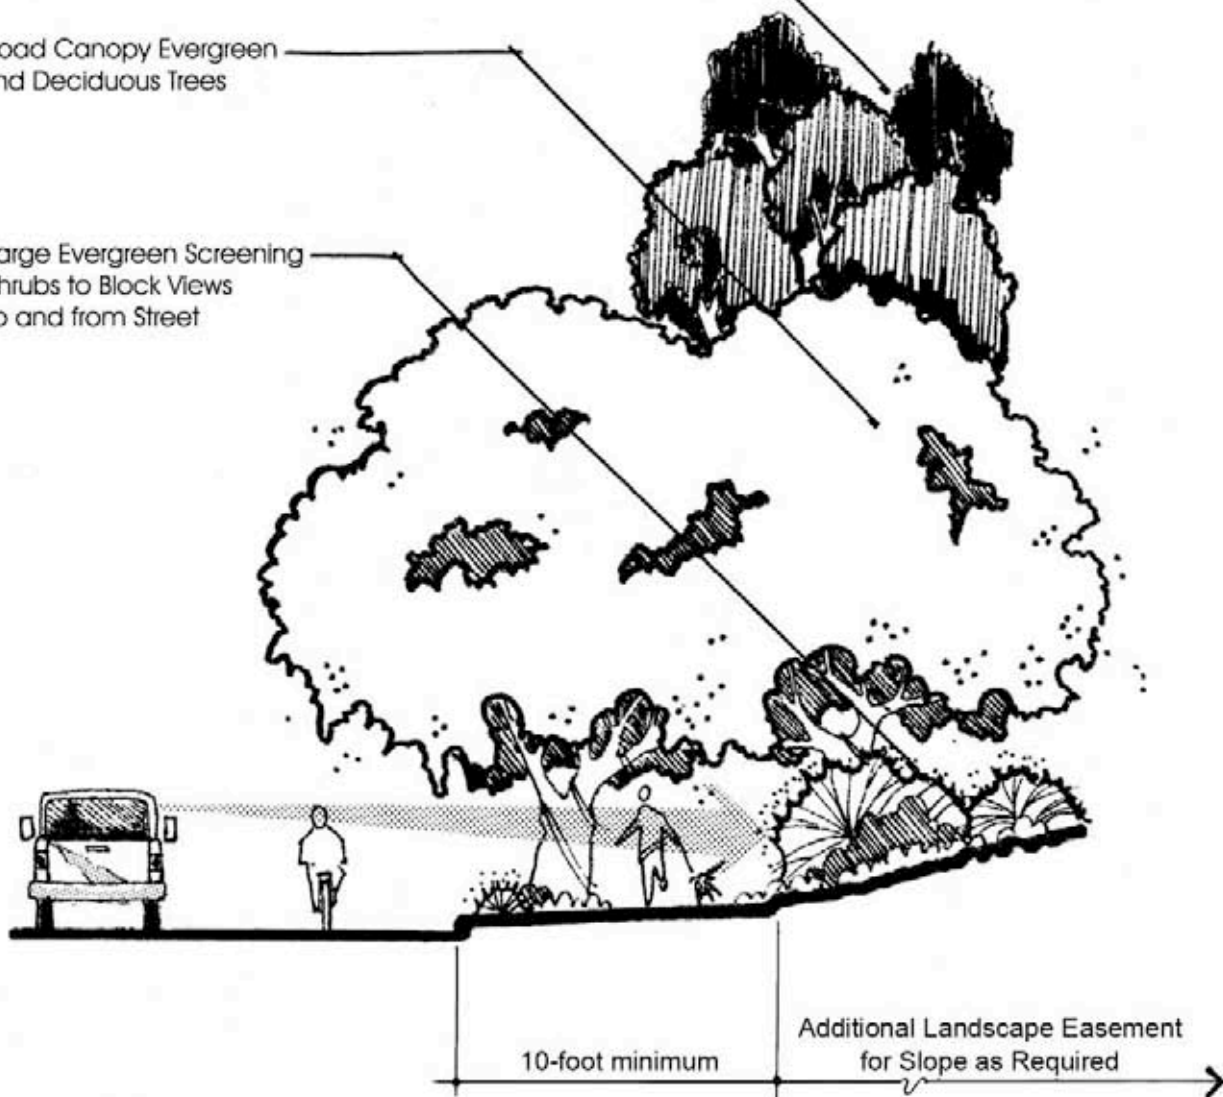 oad Canopy Evergreen
nd Deciduous Trees
arge Evergreen Screening
hrubs to Block Views
o and from Street
Additional Landscape Easement
for Slope as Required
10-foot minimum